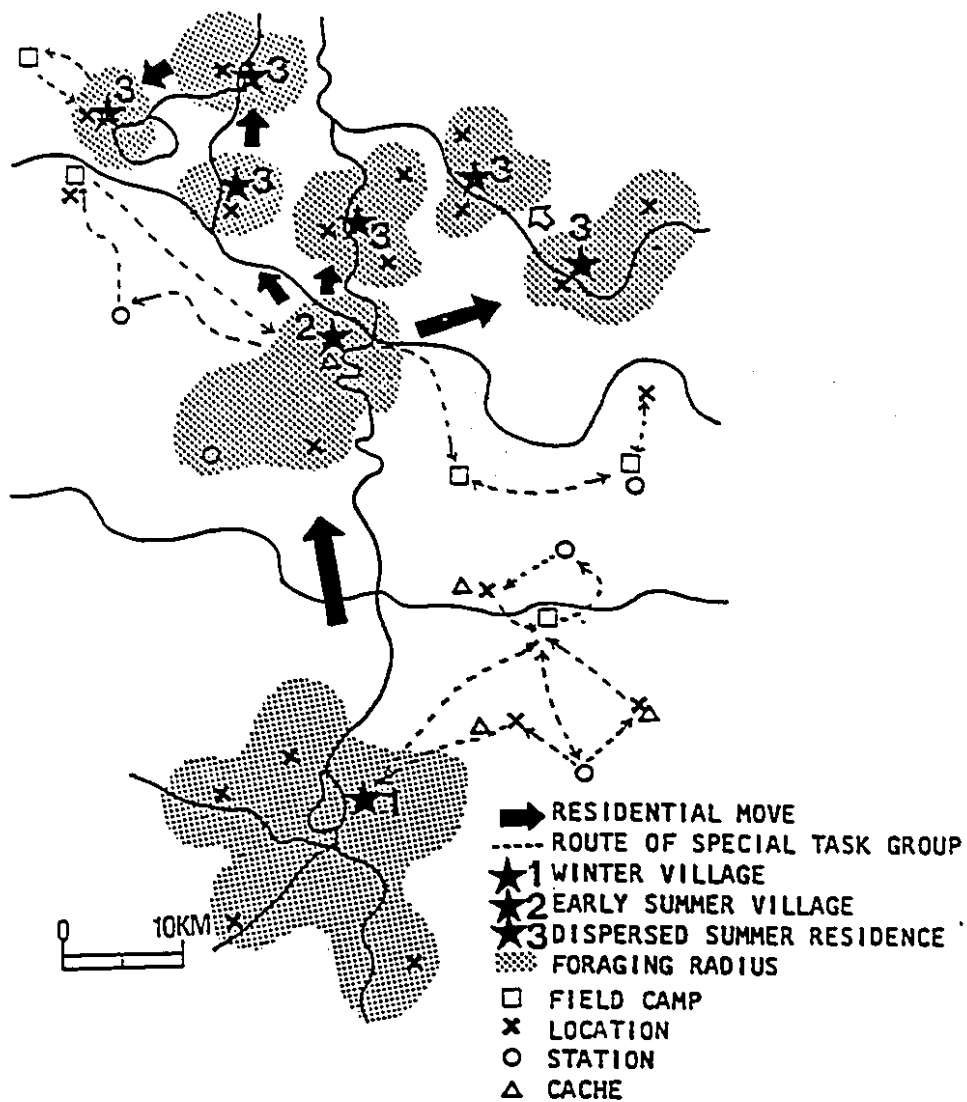 3
3
3
3
3
3
2
1
RESIDENTIAL MOVE
ROUTE OF SPECIAL TASK GROUP
1 WINTER VILLAGE
2 EARLY SUMMER VILLAGE
3 DISPERSED SUMMER RESIDENCE
FORAGING RADIUS
FIELD CAMP
LOCATION
STATION
CACHE
0 10KM